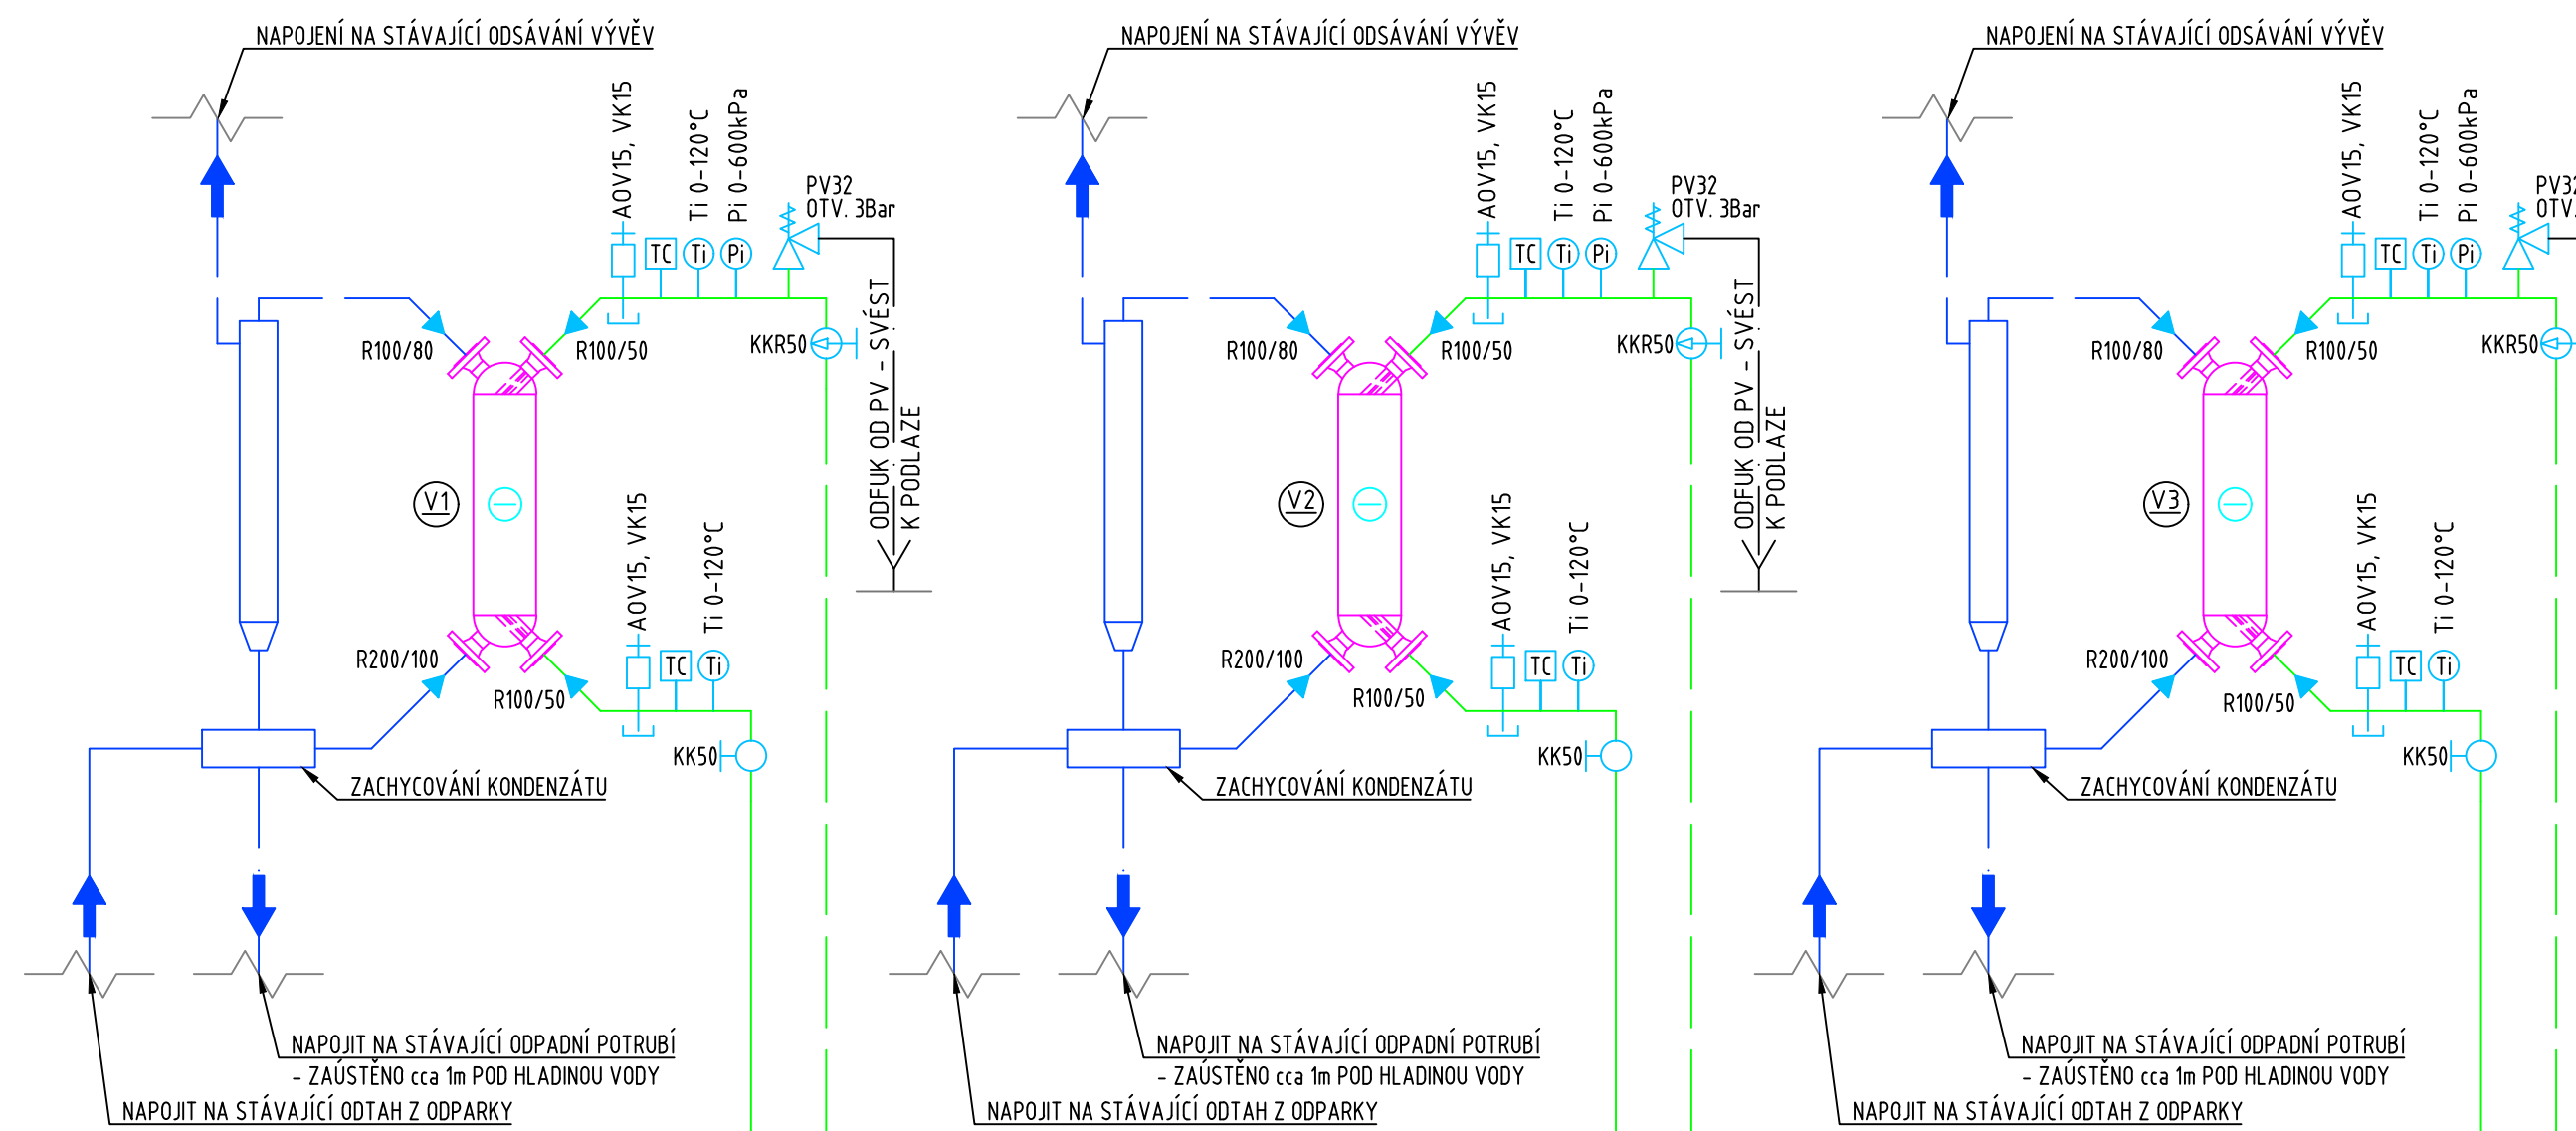 NAPOJENÍ NA STÁVAJÍCÍ ODSÁVÁNÍ VÝVĚV
AOV15, VK15
Ti 0-120°C
Pi 0-600kPa
PV32
OTV. 3Bar
TC
Ti
Pi
R100/80
R100/50
KKR50
ODFUK OD PV - SVÉST
K PODLAZE
V1
AOV15, VK15
Ti 0-120°C
R200/100
TC
Ti
R100/50
KK50
ZACHYCOVÁNÍ KONDENZÁTU
NAPOJIT NA STÁVAJÍCÍ ODPADNÍ POTRUBÍ
- ZAÚSTĚNO cca 1m POD HLADINOU VODY
NAPOJIT NA STÁVAJÍCÍ ODTAH Z ODPARKY
NAPOJENÍ NA STÁVAJÍCÍ ODSÁVÁNÍ VÝVĚV
AOV15, VK15
Ti 0-120°C
Pi 0-600kPa
PV32
OTV. 3Bar
TC
Ti
Pi
R100/80
R100/50
KKR50
ODFUK OD PV - SVÉST
K PODLAZE
V2
AOV15, VK15
Ti 0-120°C
R200/100
TC
Ti
R100/50
KK50
ZACHYCOVÁNÍ KONDENZÁTU
NAPOJIT NA STÁVAJÍCÍ ODPADNÍ POTRUBÍ
- ZAÚSTĚNO cca 1m POD HLADINOU VODY
NAPOJIT NA STÁVAJÍCÍ ODTAH Z ODPARKY
NAPOJENÍ NA STÁVAJÍCÍ ODSÁVÁNÍ VÝVĚV
AOV15, VK15
Ti 0-120°C
Pi 0-600kPa
PV32
OTV.
TC
Ti
Pi
R100/80
R100/50
KKR50
V3
AOV15, VK15
Ti 0-120°C
R200/100
TC
Ti
R100/50
KK50
ZACHYCOVÁNÍ KONDENZÁTU
NAPOJIT NA STÁVAJÍCÍ ODPADNÍ POTRUBÍ
- ZAÚSTĚNO cca 1m POD HLADINOU VODY
NAPOJIT NA STÁVAJÍCÍ ODTAH Z ODPARKY